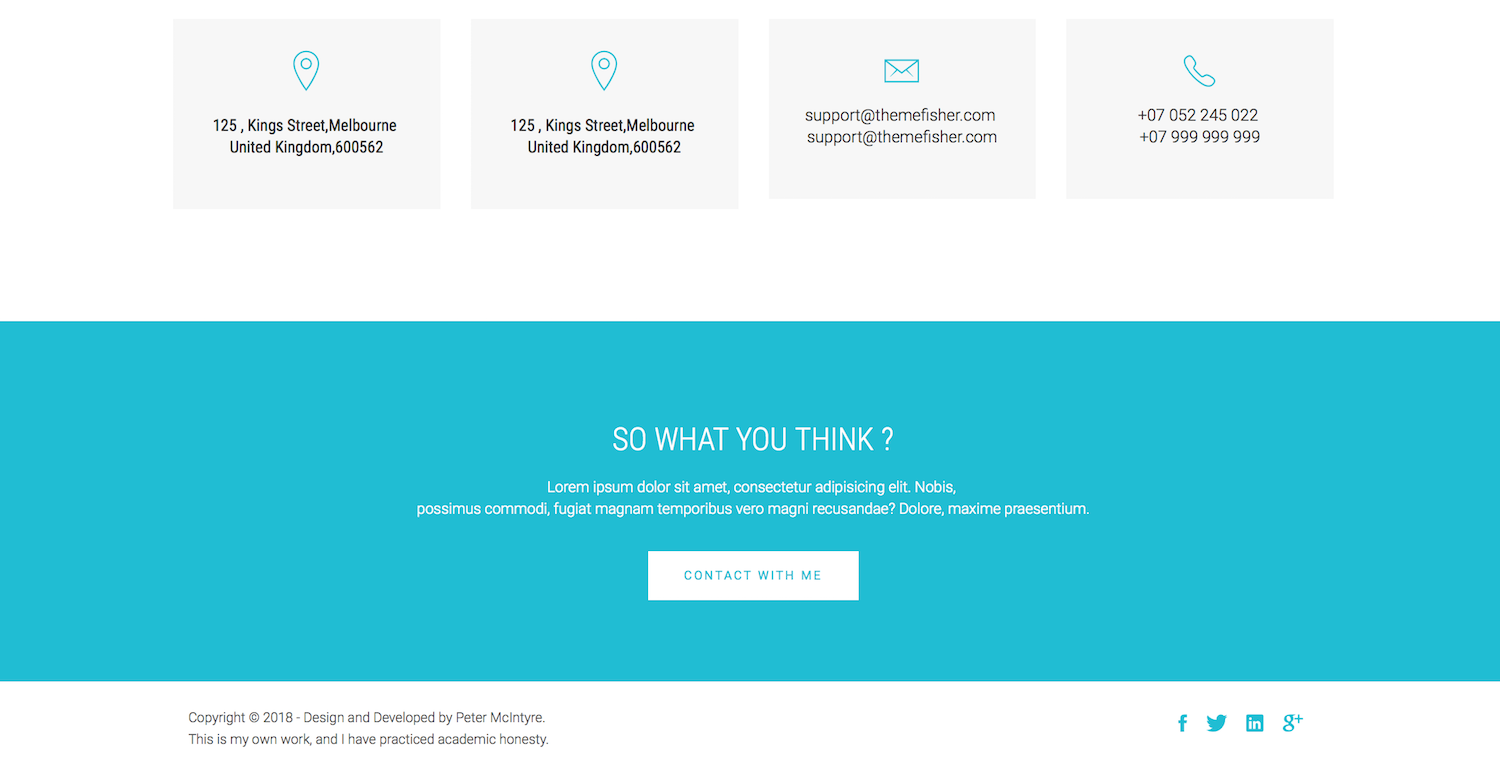 125 , Kings Street,Melbourne
United Kingdom,600562
125 , Kings Street,Melbourne
United Kingdom,600562
support@themefisher.com
support@themefisher.com
+07 052 245 022
+07 999 999 999
SO WHAT YOU THINK ?
Lorem ipsum dolor sit amet, consectetur adipisicing elit. Nobis,
possimus commodi, fugiat magnam temporibus vero magni recusandae? Dolore, maxime praesentium.
CONTACT WITH ME
Copyright © 2018 - Design and Developed by Peter McIntyre.
This is my own work, and I have practiced academic honesty.